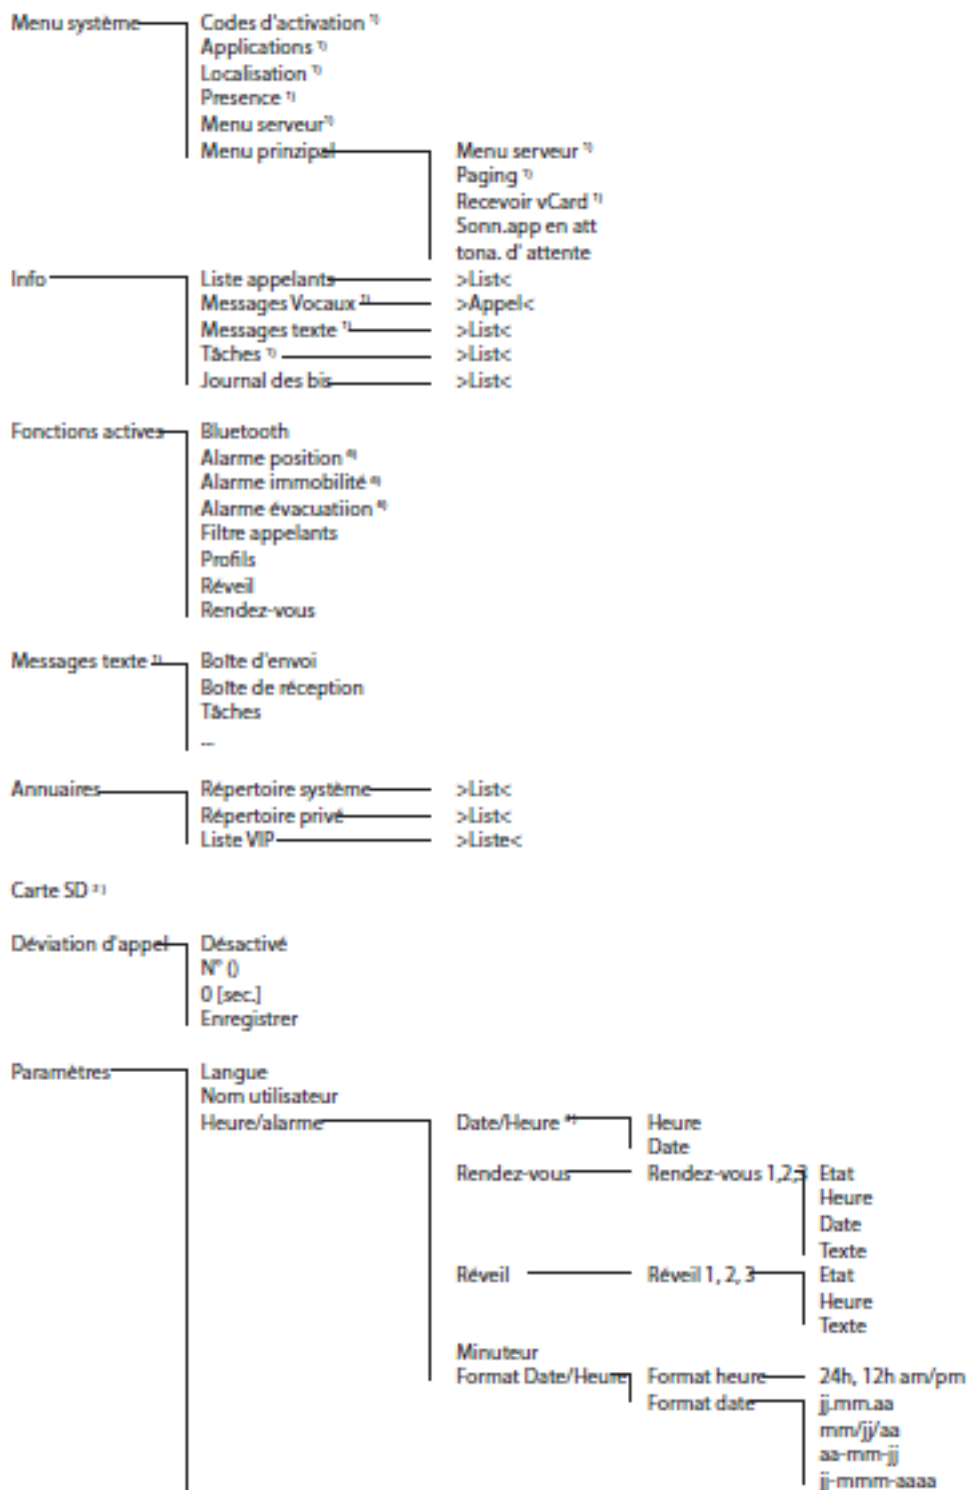 Menu système Codes d'activation ¹⁾
Applications ¹⁾
Localisation ¹⁾
Presence ¹⁾
Menu serveur¹⁾
Menu prinzipal Menu serveur ¹⁾
Paging ¹⁾
Recevoir vCard ¹⁾
Sonn.app en att
tona. d' attente
Info Liste appelants >List<
Messages Vocaux ¹⁾ >Appel<
Messages texte ¹⁾ >List<
Tâches ¹⁾ >List<
Journal des bis >List<
Fonctions actives Bluetooth
Alarme position
Alarme immobilité
Alarme évacuatiion
Filtre appelants
Profils
Réveil
Rendez-vous
Messages texte Boîte d'envoi
Boîte de réception
Tâches
...
Annuaires Répertoire système >List<
Répertoire privé >List<
Liste VIP >Liste<
Carte SD
Déviation d'appel Désactivé
N° ()
0 [sec.]
Enregistrer
Paramètres Langue
Nom utilisateur
Heure/alarme Date/Heure Heure
Date
Rendez-vous Rendez-vous 1,2,3 Etat
Heure
Date
Texte
Réveil Réveil 1, 2, 3 Etat
Heure
Texte
Minuteur
Format Date/Heure Format heure 24h, 12h am/pm
Format date jj.mm.aa
mm/jj/aa
aa-mm-jj
jj-mmm-aaaa